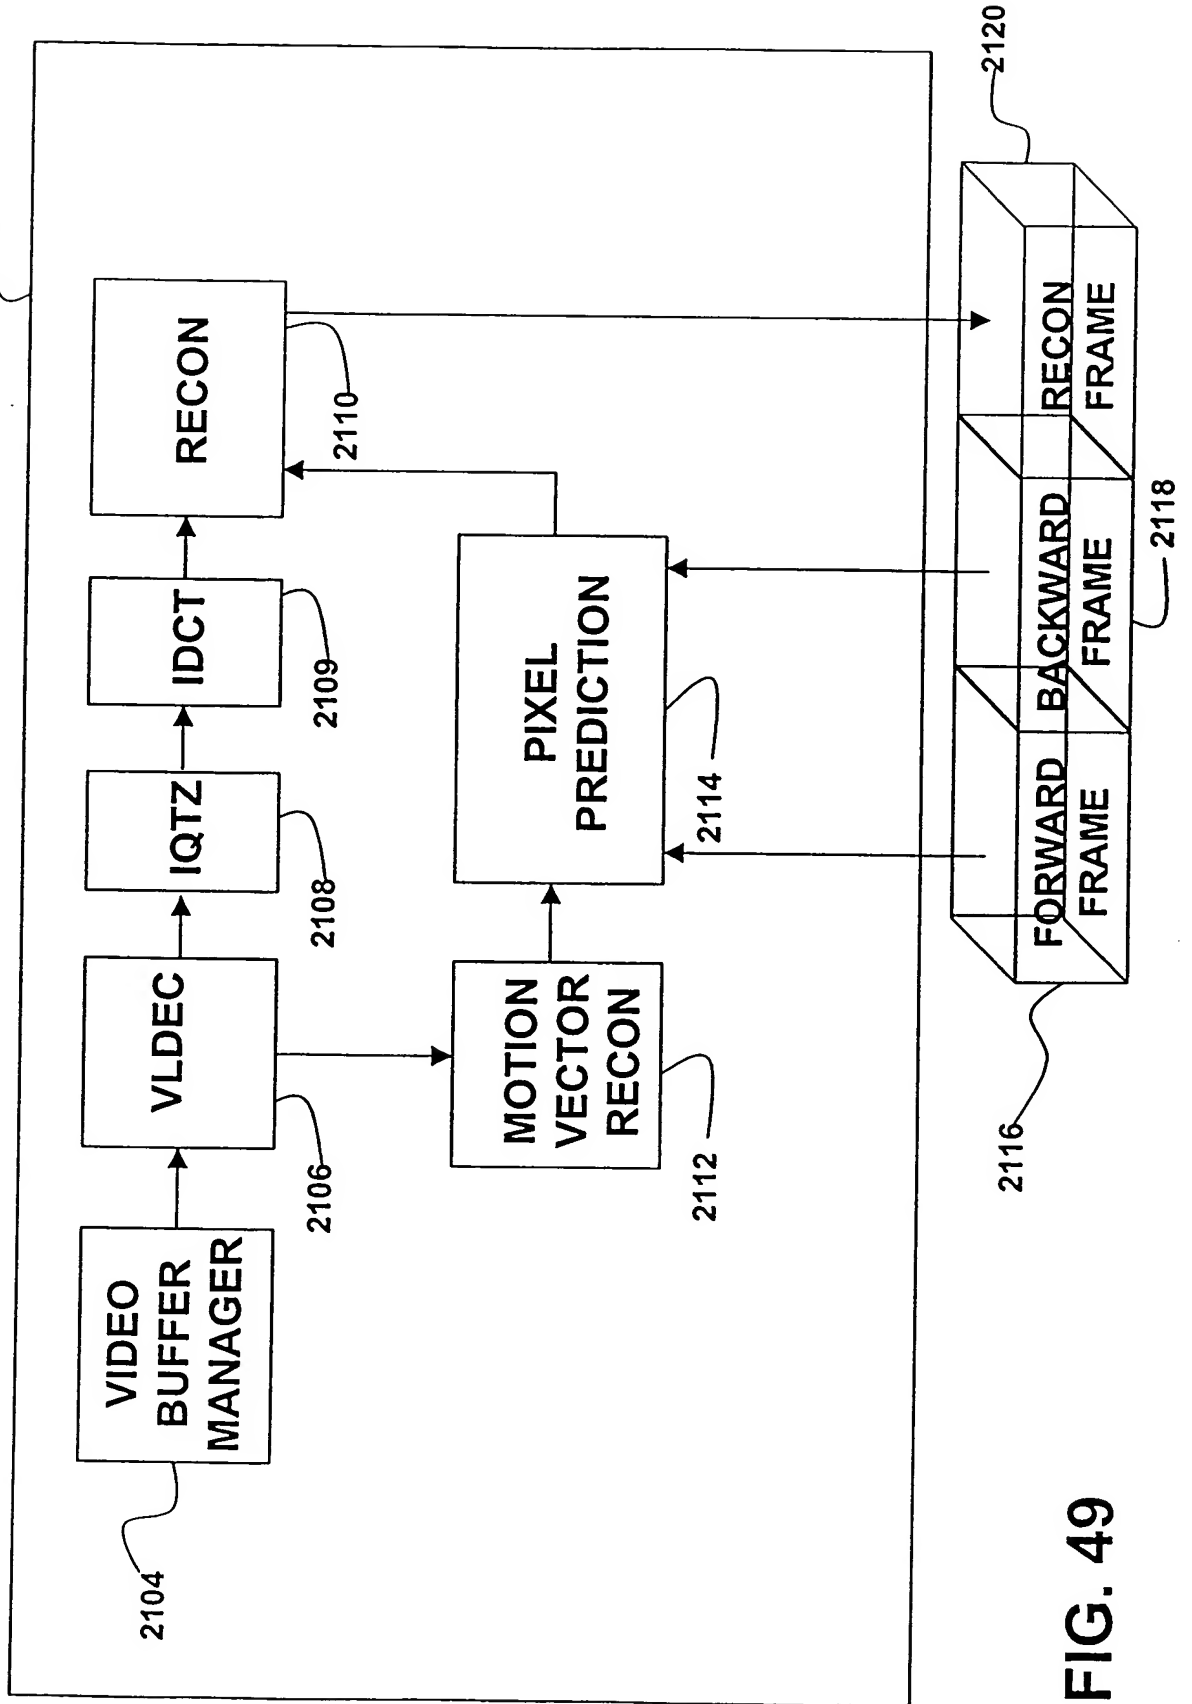 VIDEO
BUFFER
MANAGER
2104
VLDEC
2106
IQTZ
2108
IDCT
2109
RECON
2110
MOTION
VECTOR
RECON
2112
PIXEL
PREDICTION
2114
FORWARD
FRAME
2116
BACKWARD
FRAME
2118
RECON
FRAME
2120
FIG. 49